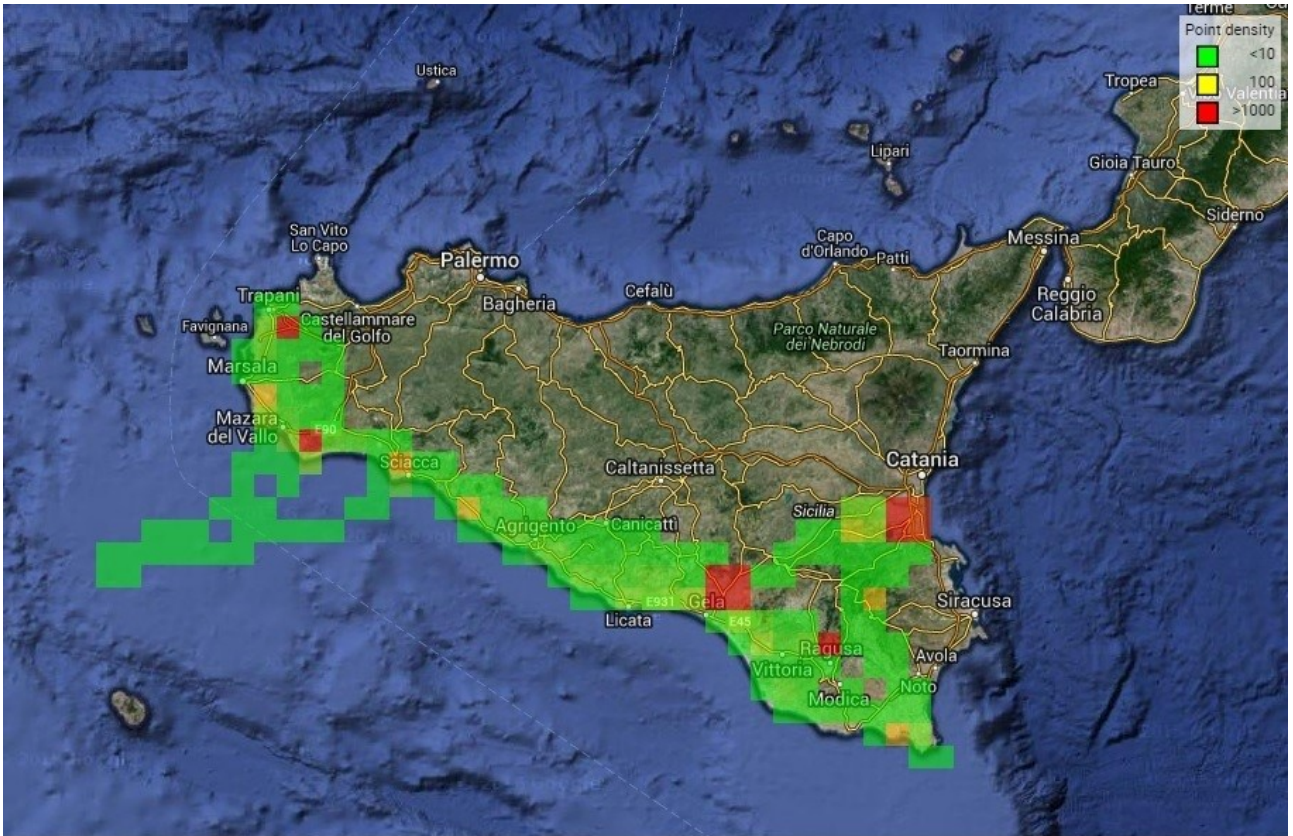 Terme
Point density
<10
100
>1000
Ustica
Tropea
Valentia
Lipari
Gioia Tauro
Siderno
San Vito
Lo Capo
Capo
d'Orlando
Patti
Messina
Palermo
Reggio
Calabria
Cefalù
Trapani
Bagheria
Favignana
Castellammare
del Golfo
Parco Naturale
dei Nebrodi
Taormina
Marsala
Mazara
del Vallo
E90
Sciacca
Caltanissetta
Catania
Sicilia
Agrigento
Canicattì
E931
Gela
Siracusa
Licata
E45
Ragusa
Avola
Vittoria
Noto
Modica